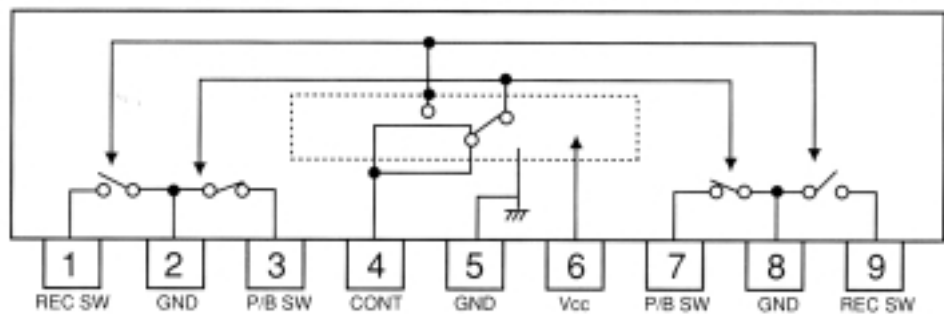 1 2 3 4 5 6 7 8 9
REC SW GND P/B SW CONT GND Vcc P/B SW GND REC SW